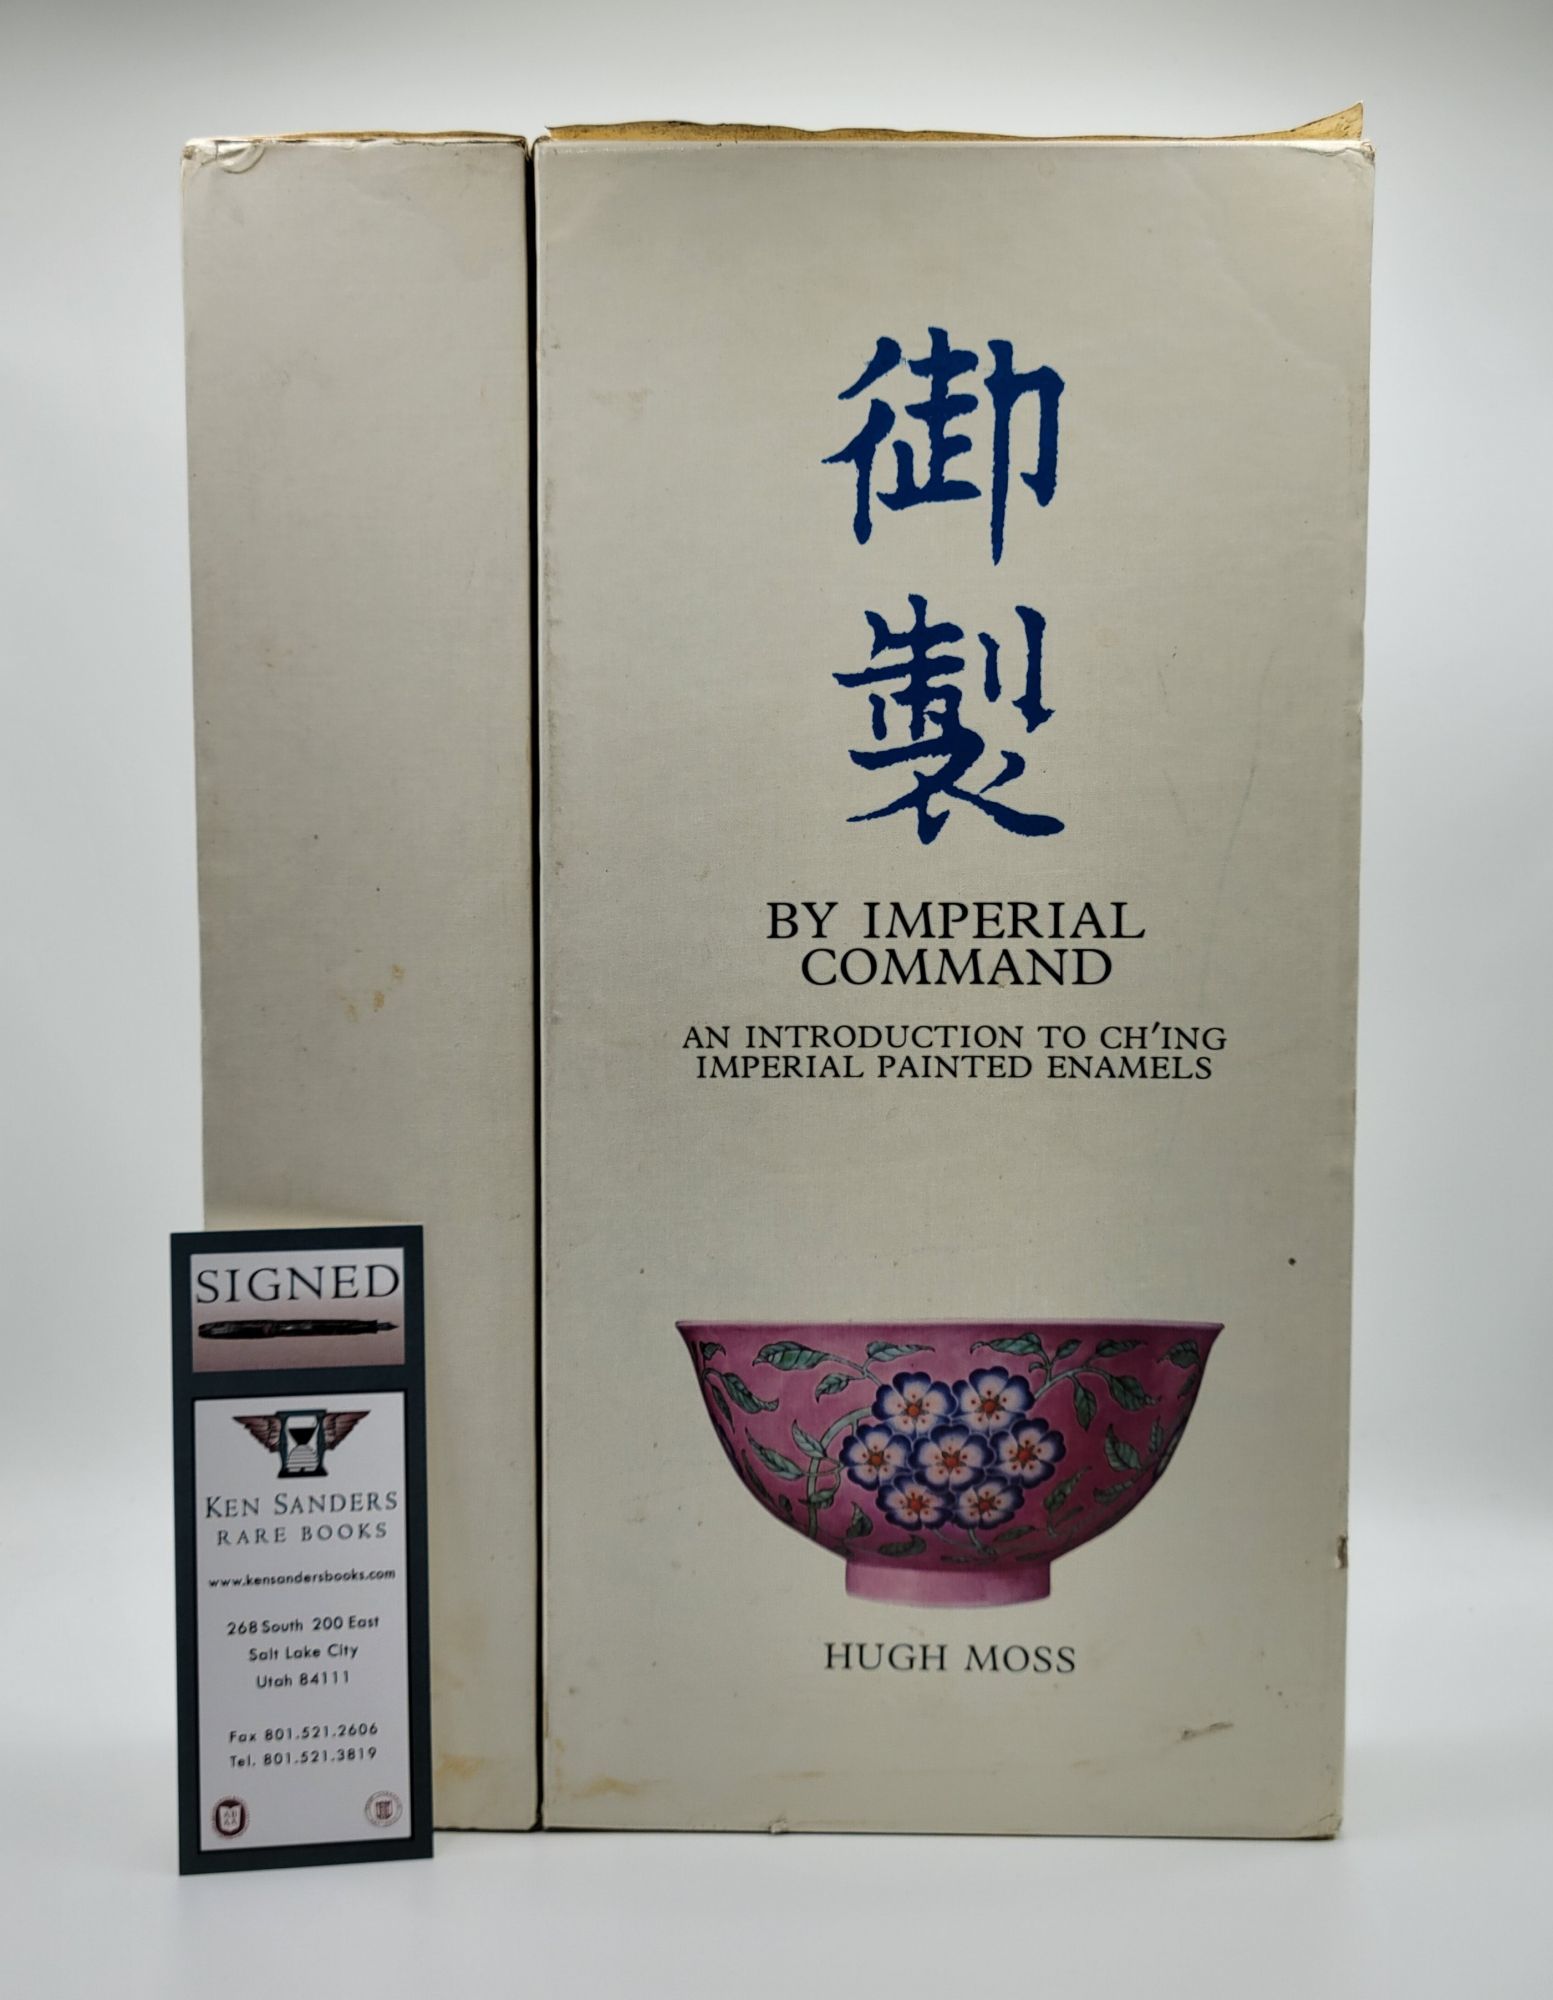 御
製
BY IMPERIAL
COMMAND
AN INTRODUCTION TO CH'ING
IMPERIAL PAINTED ENAMELS
HUGH MOSS
SIGNED
KEN SANDERS
RARE BOOKS
www.kensandersbooks.com
268 South 200 East
Salt Lake City
Utah 84111
Fax 801.521.2606
Tel. 801.521.3819